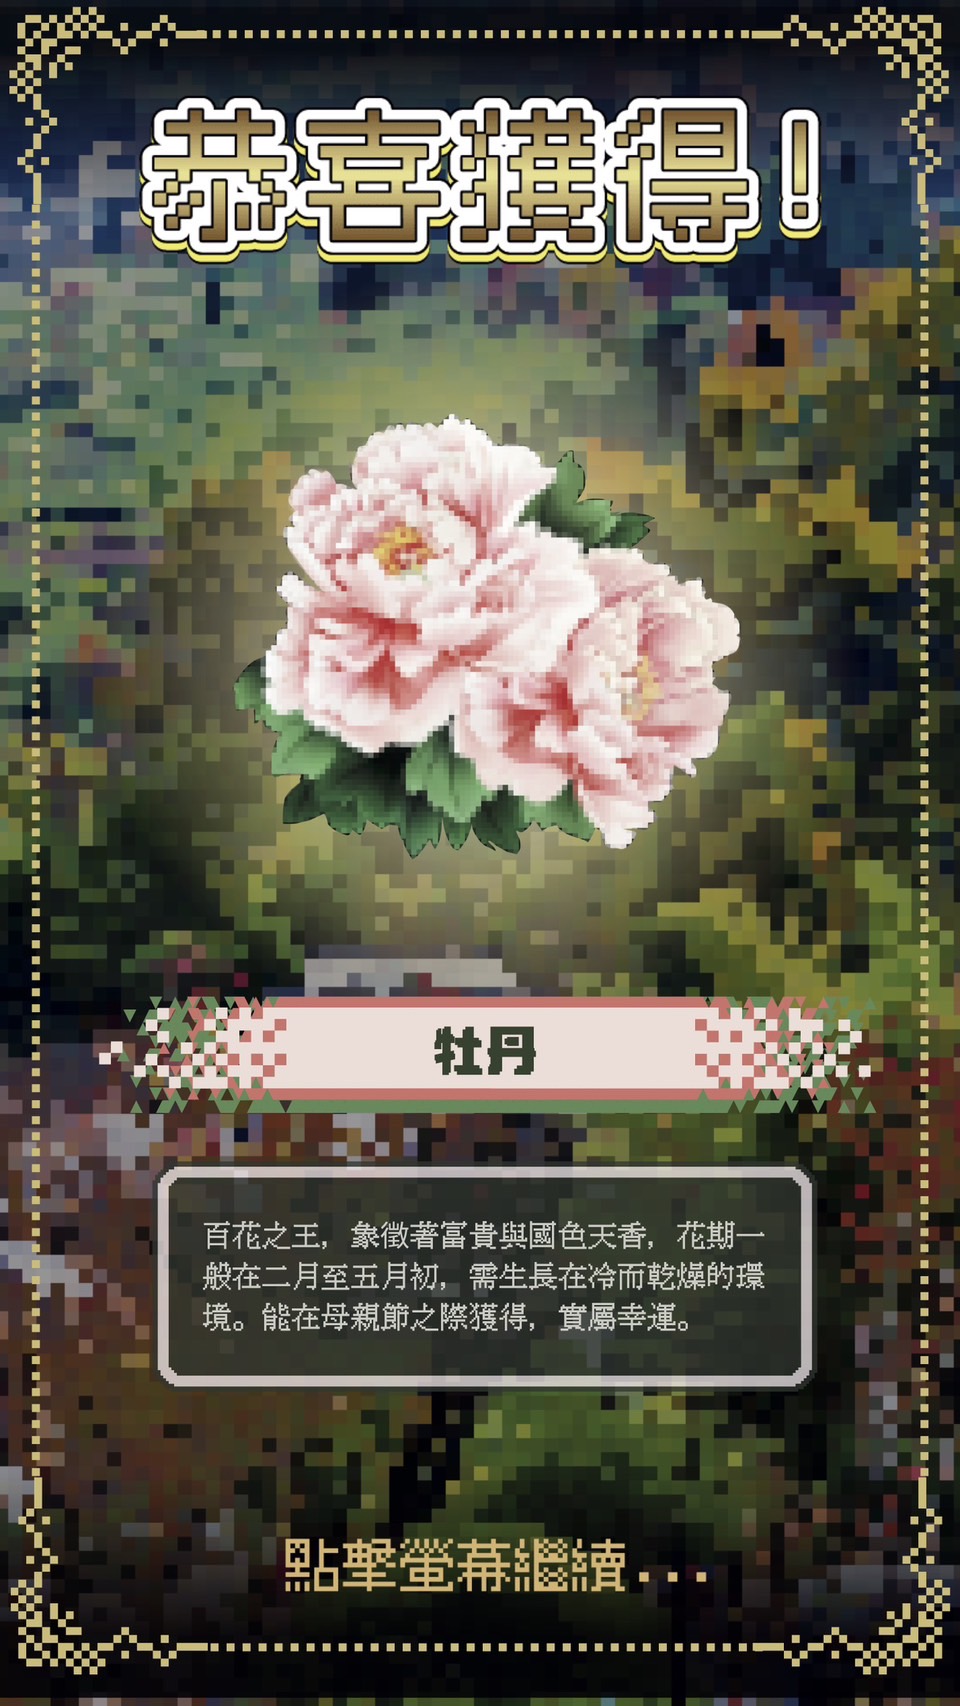 恭喜獲得!
牡丹
百花之王，象徵著富貴與國色天香，花期一
般在二月至五月初，需生長在冷而乾燥的環
境。能在母親節之際獲得，實屬幸運。
點擊螢幕繼續...